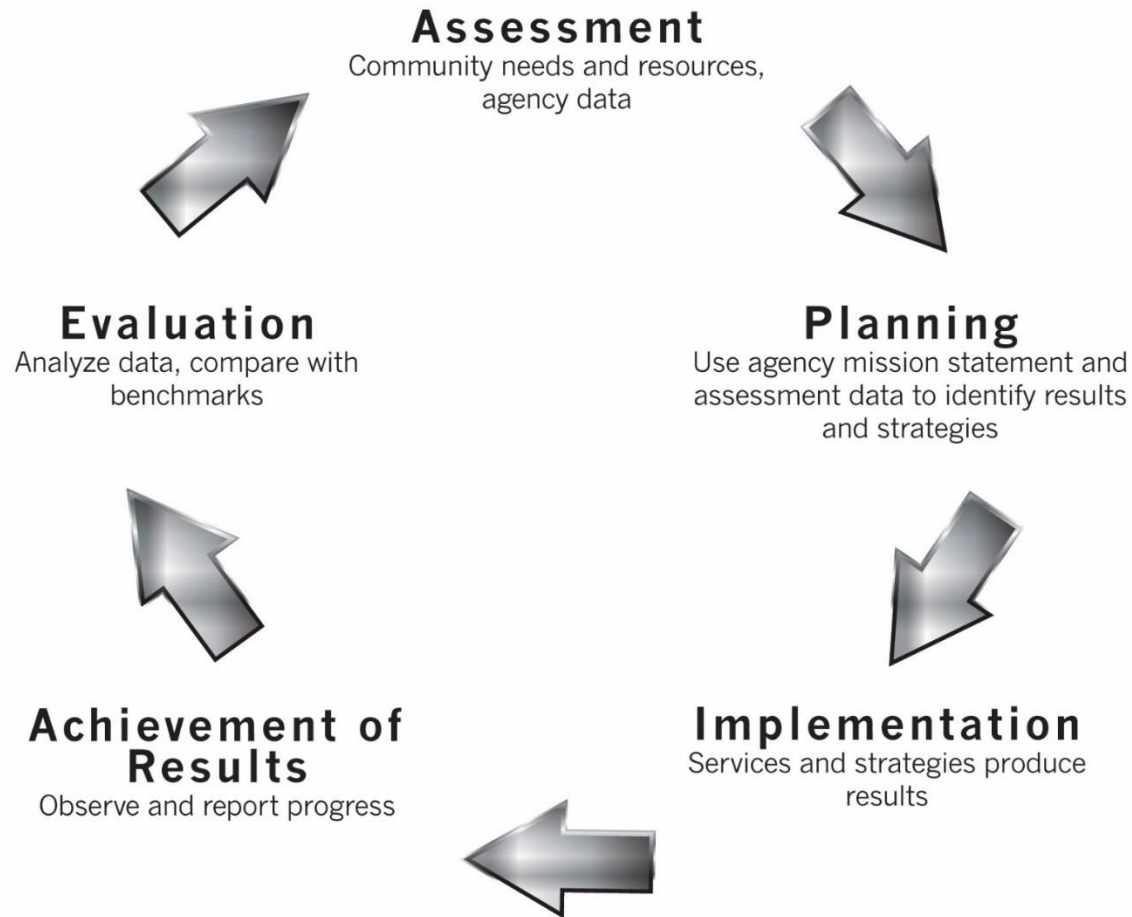 Assessment
Community needs and resources,
agency data
Planning
Use agency mission statement and
assessment data to identify results
and strategies
Implementation
Services and strategies produce
results
Achievement of
Results
Observe and report progress
Evaluation
Analyze data, compare with
benchmarks